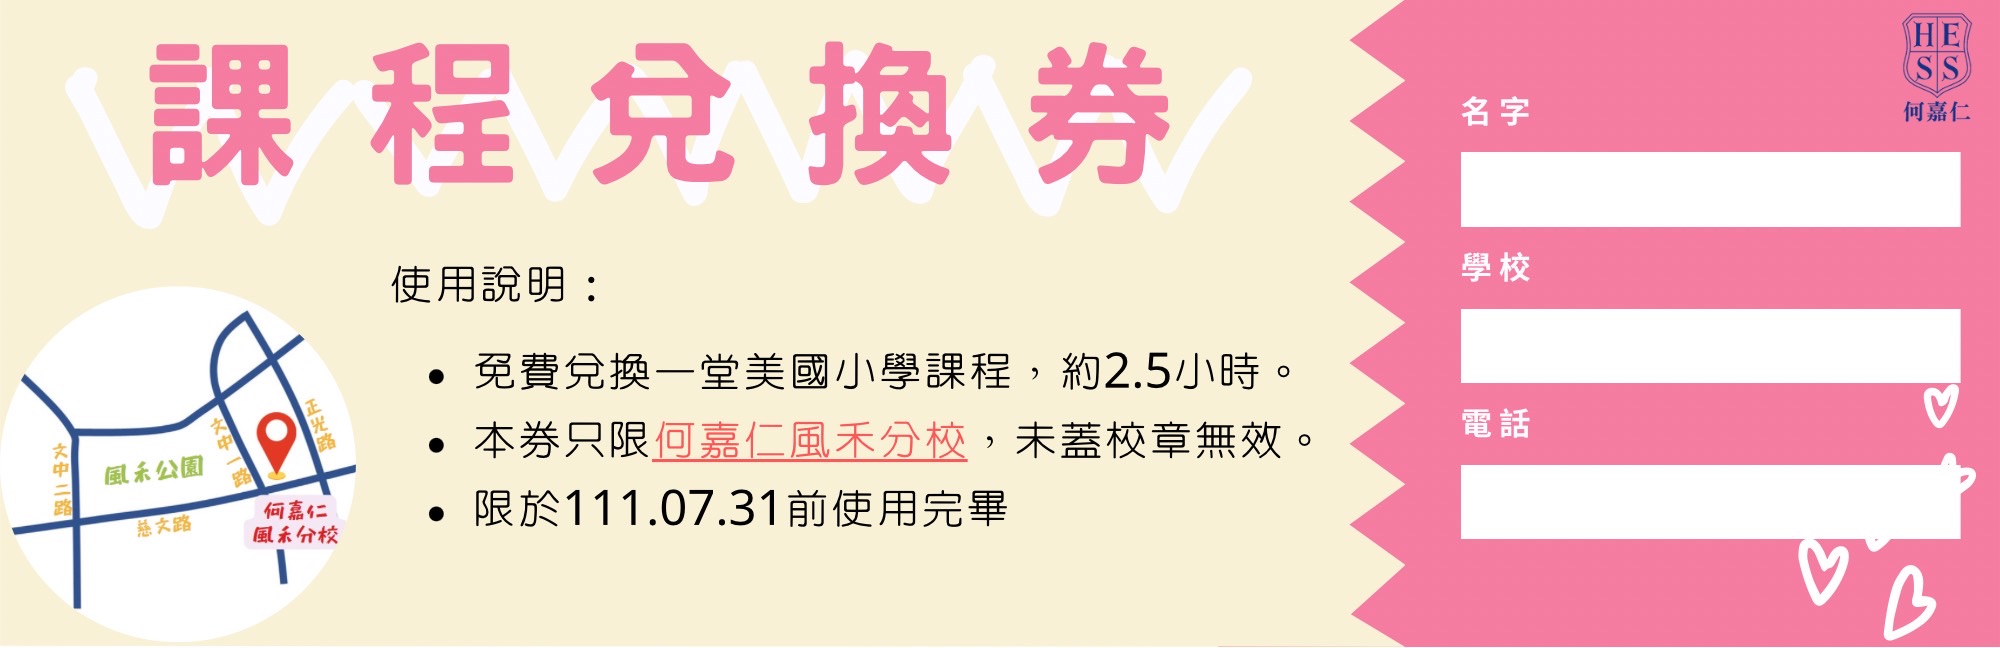 課程兌換券
使用說明：
• 免費兌換一堂美國小學課程，約2.5小時。
• 本券只限何嘉仁風禾分校，未蓋校章無效。
• 限於111.07.31前使用完畢
文中二路
風禾公園
文中一路
正光路
慈文路
何嘉仁
風禾分校
HE
SS
何嘉仁
名字
學校
電話